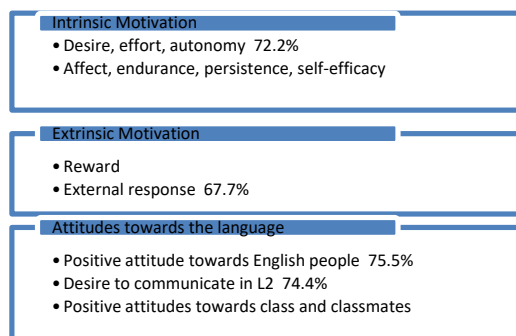 Intrinsic Motivation
• Desire, effort, autonomy 72.2%
• Affect, endurance, persistence, self-efficacy
Extrinsic Motivation
• Reward
• External response 67.7%
Attitudes towards the language
• Positive attitude towards English people 75.5%
• Desire to communicate in L2 74.4%
• Positive attitudes towards class and classmates